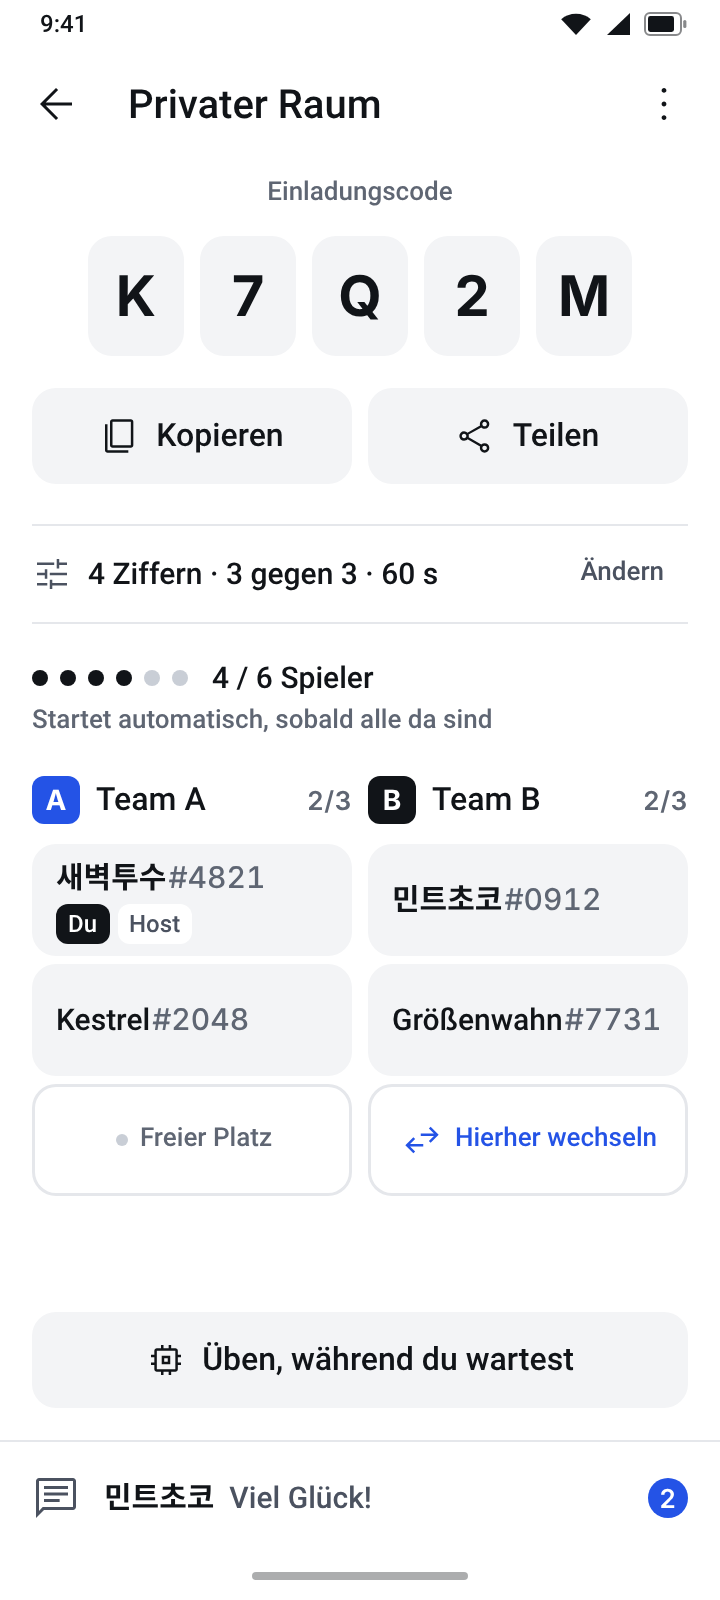 9:41
Privater Raum
Einladungscode
K 7 Q 2 M
Kopieren
Teilen
4 Ziffern · 3 gegen 3 · 60 s
Ändern
4 / 6 Spieler
Startet automatisch, sobald alle da sind
A Team A 2/3
B Team B 2/3
새벽투수#4821
Du Host
민트초코#0912
Kestrel#2048
Größenwahn#7731
Freier Platz
Hierher wechseln
Üben, während du wartest
민트초코 Viel Glück!
2